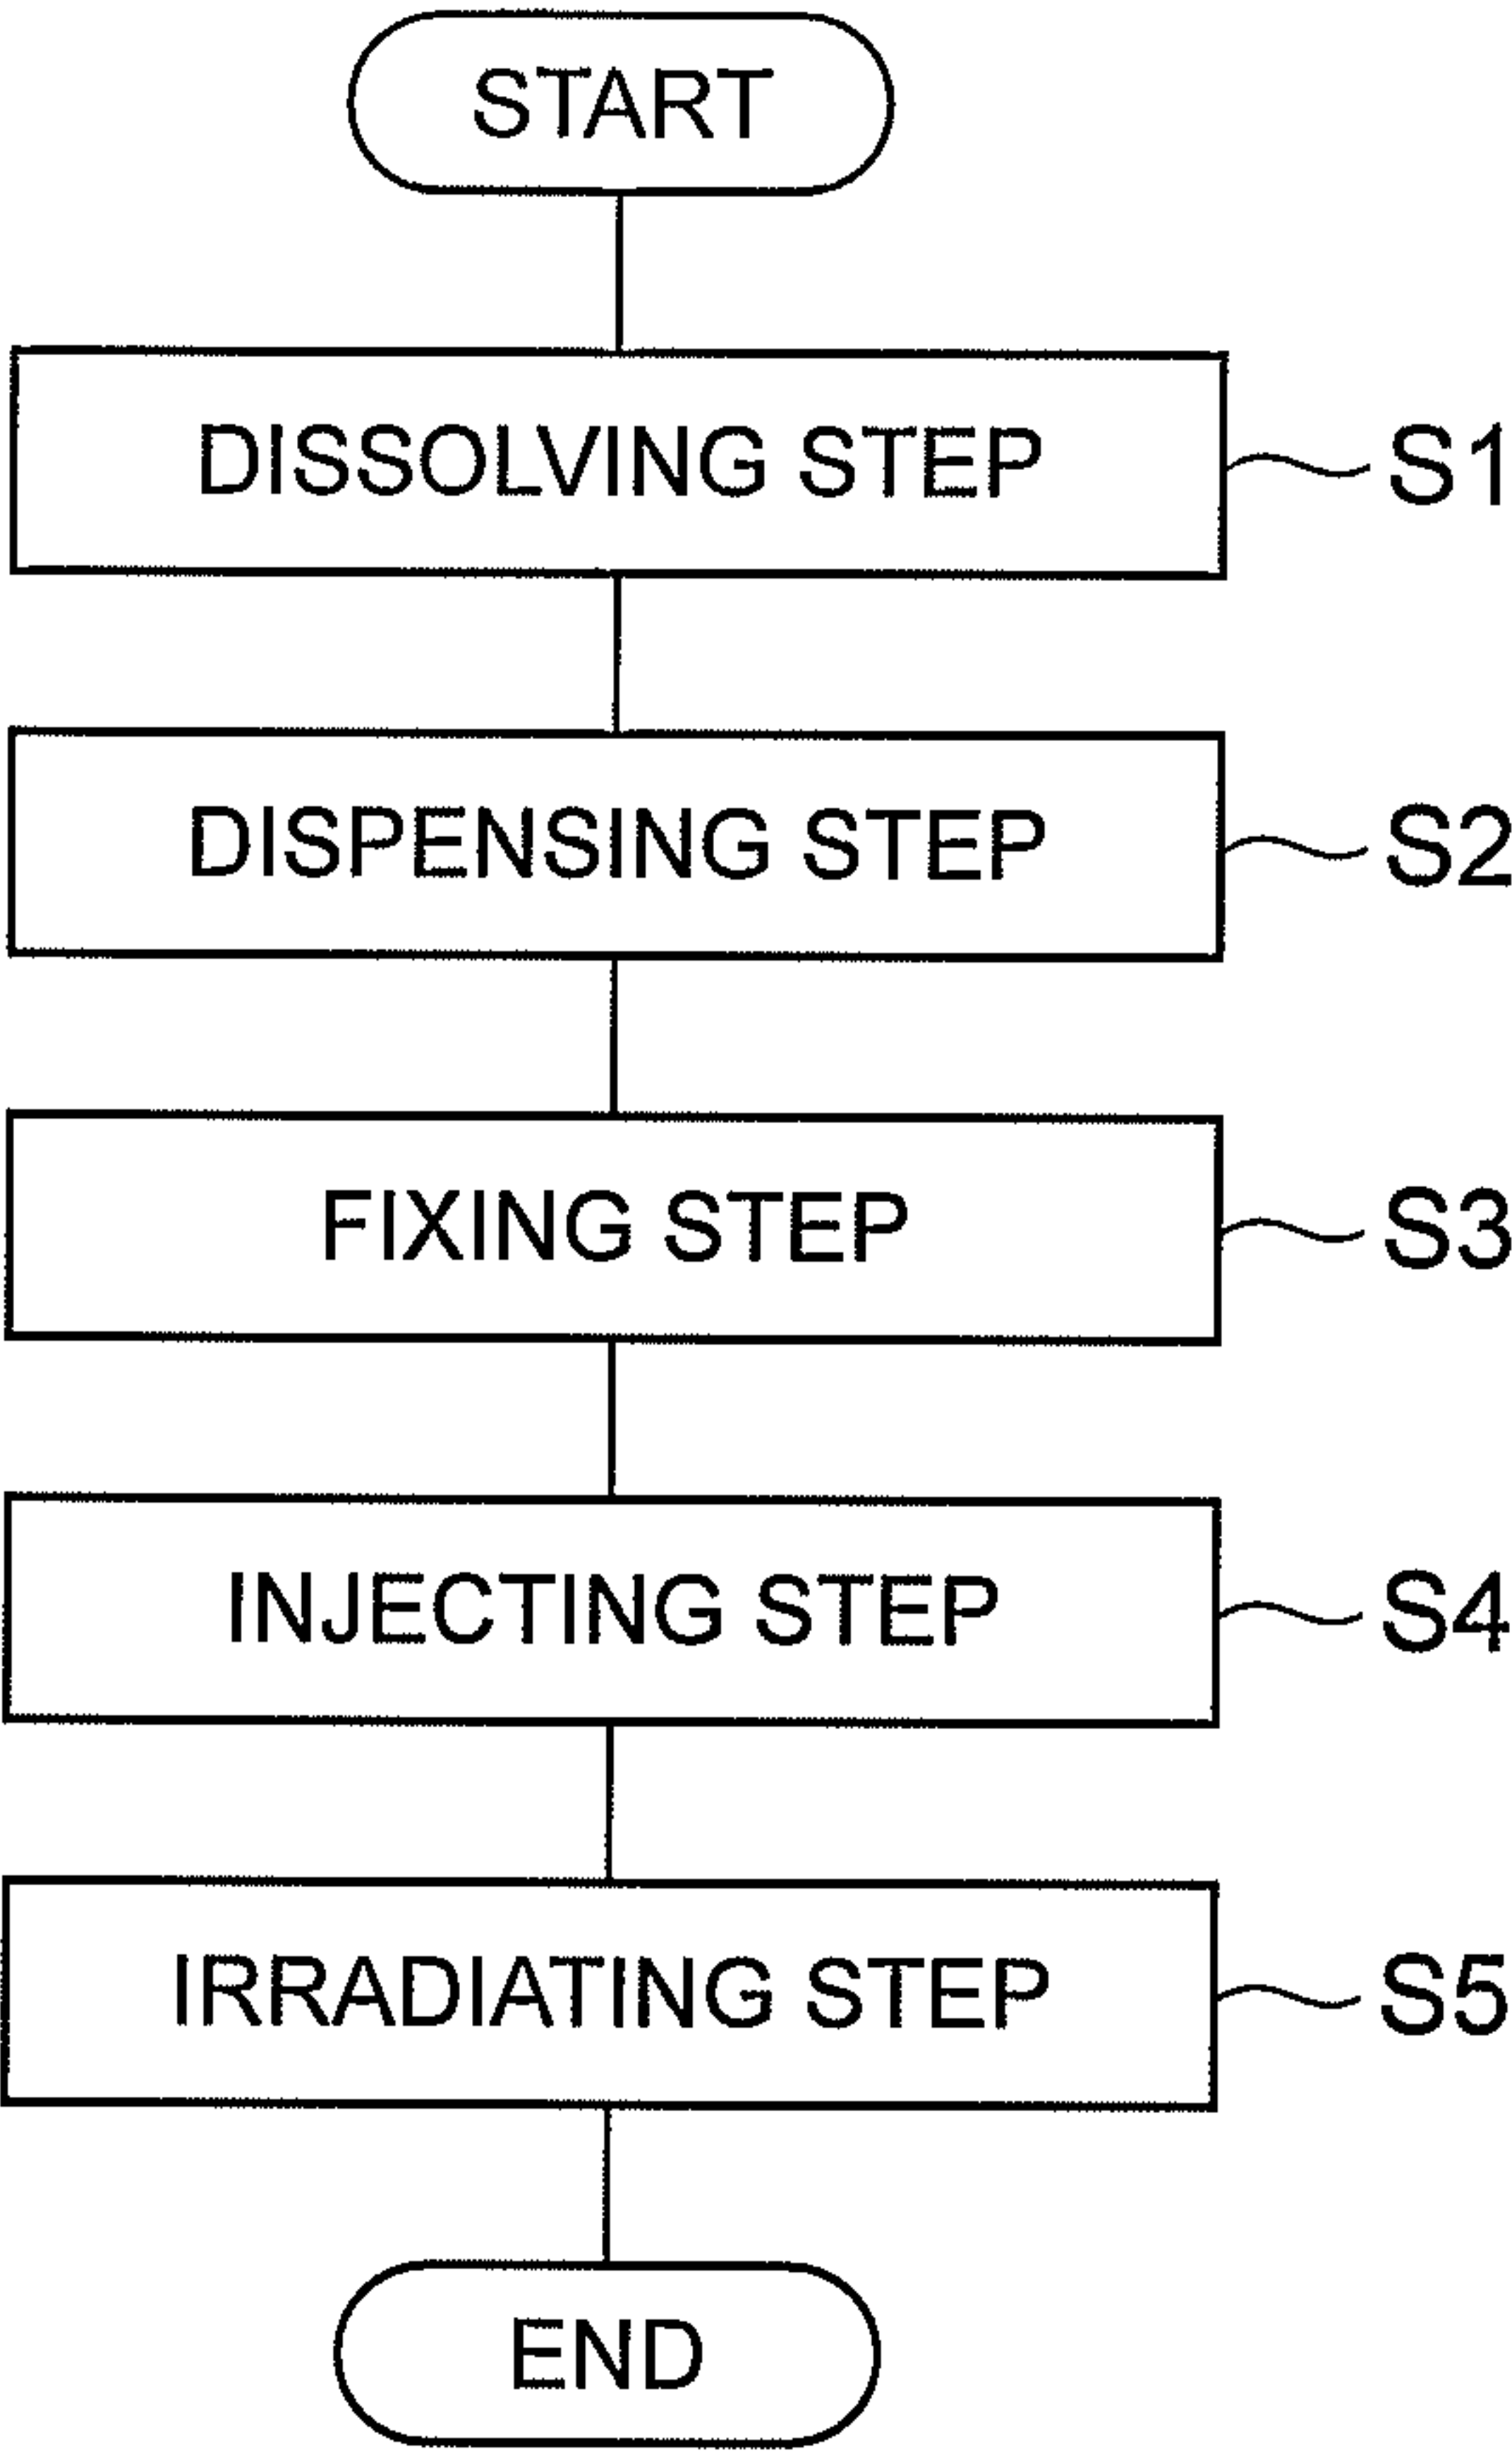 START
DISSOLVING STEP S1
DISPENSING STEP S2
FIXING STEP S3
INJECTING STEP S4
IRRADIATING STEP S5
END